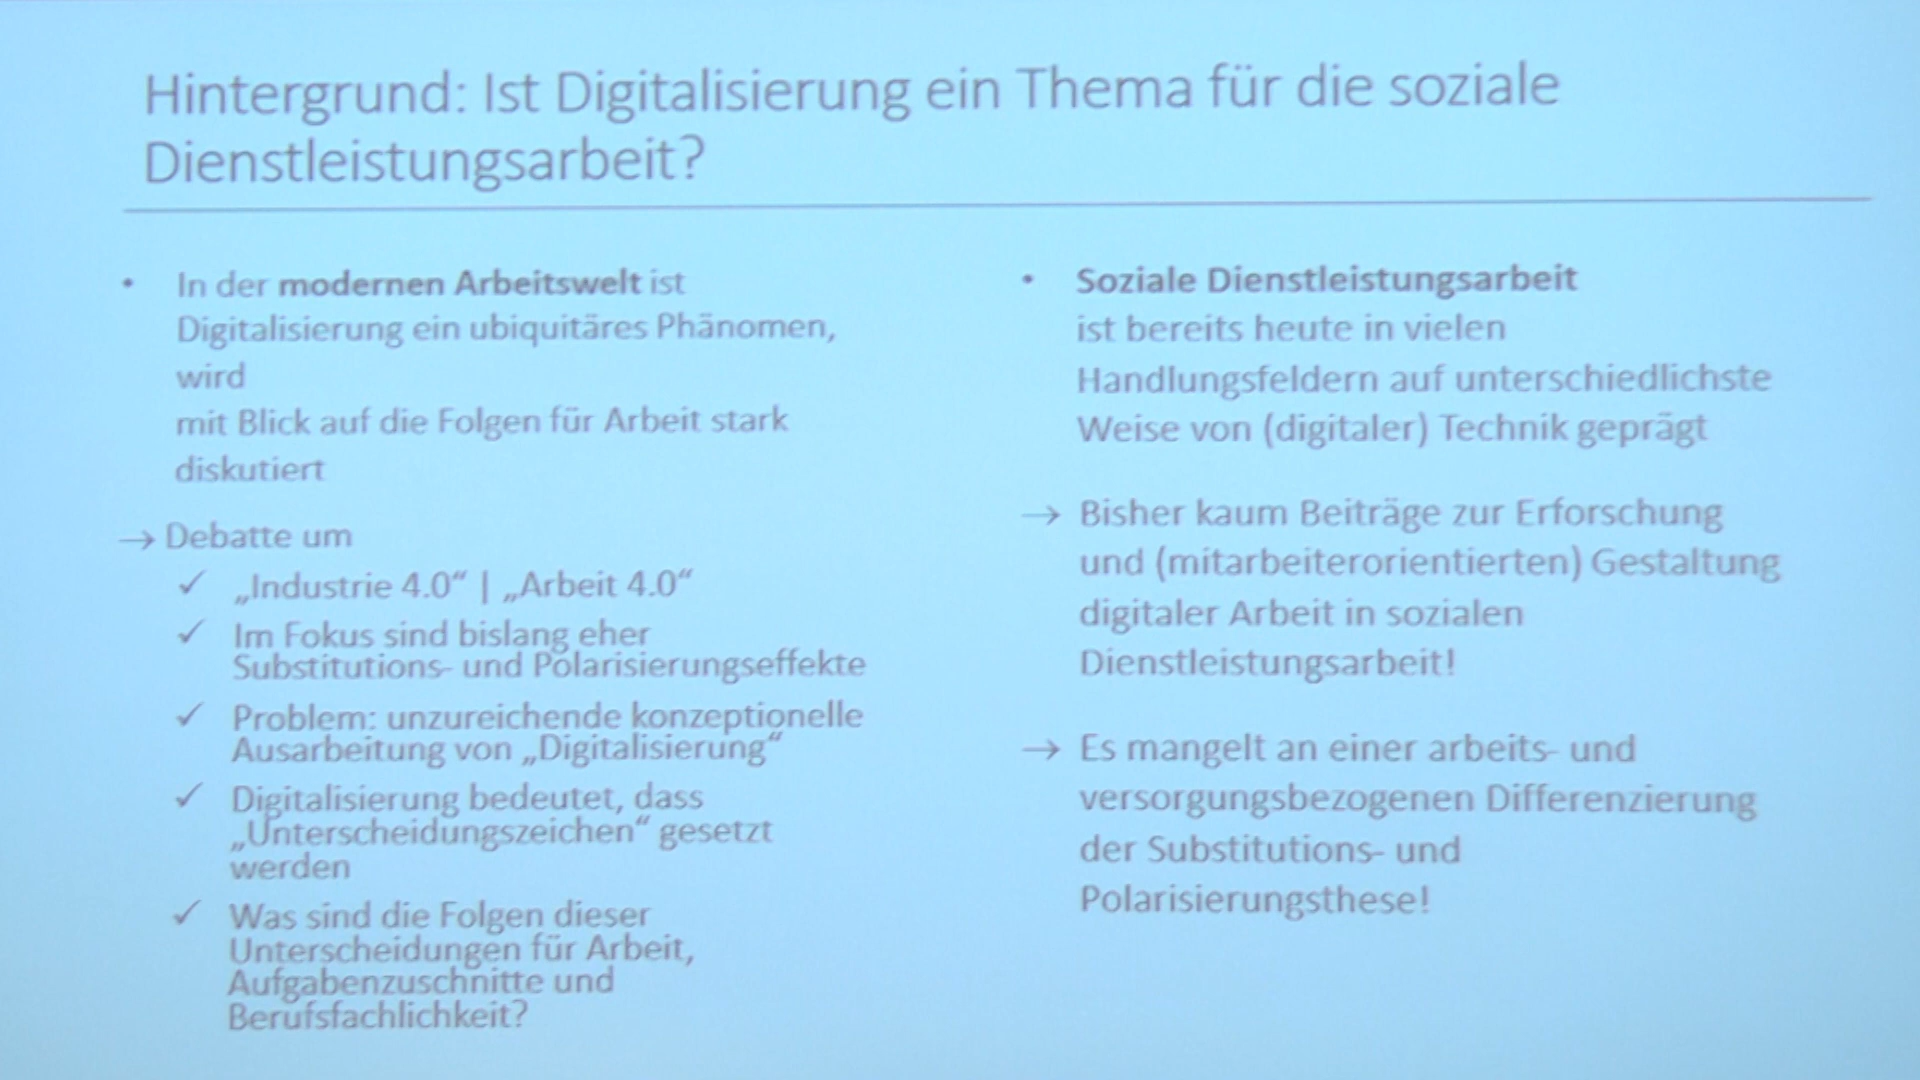 Hintergrund: Ist Digitalisierung ein Thema für die soziale
Dienstleistungsarbeit?
• In der modernen Arbeitswelt ist
Digitalisierung ein ubiquitäres Phänomen,
wird
mit Blick auf die Folgen für Arbeit stark
diskutiert
→ Debatte um
✓ „Industrie 4.0“ | „Arbeit 4.0“
✓ Im Fokus sind bislang eher
Substitutions- und Polarisierungseffekte
✓ Problem: unzureichende konzeptionelle
Ausarbeitung von „Digitalisierung“
✓ Digitalisierung bedeutet, dass
„Unterscheidungszeichen“ gesetzt
werden
✓ Was sind die Folgen dieser
Unterscheidungen für Arbeit,
Aufgabenzuschnitte und
Berufsfachlichkeit?
• Soziale Dienstleistungsarbeit
ist bereits heute in vielen
Handlungsfeldern auf unterschiedlichste
Weise von (digitaler) Technik geprägt
→ Bisher kaum Beiträge zur Erforschung
und (mitarbeiterorientierten) Gestaltung
digitaler Arbeit in sozialen
Dienstleistungsarbeit!
→ Es mangelt an einer arbeits- und
versorgungsbezogenen Differenzierung
der Substitutions- und
Polarisierungsthese!